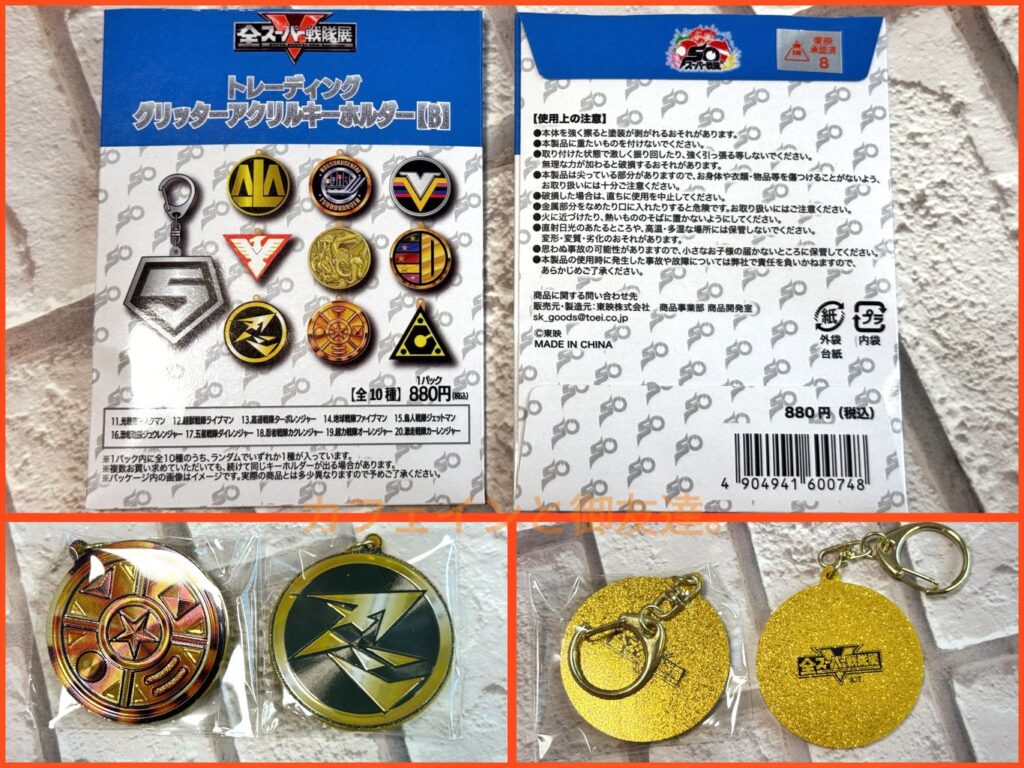 全スーパー戦隊展
トレーディング
グリッターアクリルキーホルダー【B】
KOUSOKUSENTAI
TURBORANGER
【全10種】
1パック
880円(税込)
11.光戦隊マスクマン 12.超獣戦隊ライブマン 13.高速戦隊ターボレンジャー 14.地球戦隊ファイブマン 15.鳥人戦隊ジェットマン
16.恐竜戦隊ジュウレンジャー 17.五星戦隊ダイレンジャー 18.忍者戦隊カクレンジャー 19.超力戦隊オーレンジャー 20.激走戦隊カーレンジャー
※1パック内に全10種のうち、ランダムでいずれか1種が入っています。
※複数お買い求めていただいても、続けて同じキーホルダーが出る場合があります。
※パッケージ内の画像はイメージです。実際の商品とは多少異なりますので予めご了承ください。
50
スーパー戦隊
東映
承認済
8
【使用上の注意】
●本体を強く擦ると塗装が剥がれるおそれがあります。
●本製品に重たいものを付けないでください。
●取り付けた状態で激しく振り回したり、強く引っ張る等しないでください。
無理な力が加わると破損するおそれがあります。
●本製品は尖っている部分がありますので、お身体や衣類・物品等を傷つけることがないよう、
お取り扱いには十分ご注意ください。
●破損した場合は、直ちに使用を中止してください。
●金属部分をなめたり口に入れたりすると危険です。お取り扱いにはご注意ください。
●火に近づけたり、熱いもののそばに置かないようにしてください。
●直射日光のあたるところや、高温・多湿な場所には保管しないでください。
変形・変質・劣化のおそれがあります。
●思わぬ事故の可能性がありますので、小さなお子様の届かないところに保管してください。
●本製品の使用時に発生した事故や故障については弊社で責任を負いかねますので、
あらかじめご了承ください。
商品に関する問い合わせ先
販売元・製造元:東映株式会社 商品事業部 商品開発室
sk_goods@toei.co.jp
©東映
MADE IN CHINA
紙
外袋
台紙
プラ
内袋
880円(税込)
4 904941 600748
カフェインと御友達。
全スーパー戦隊展
©T